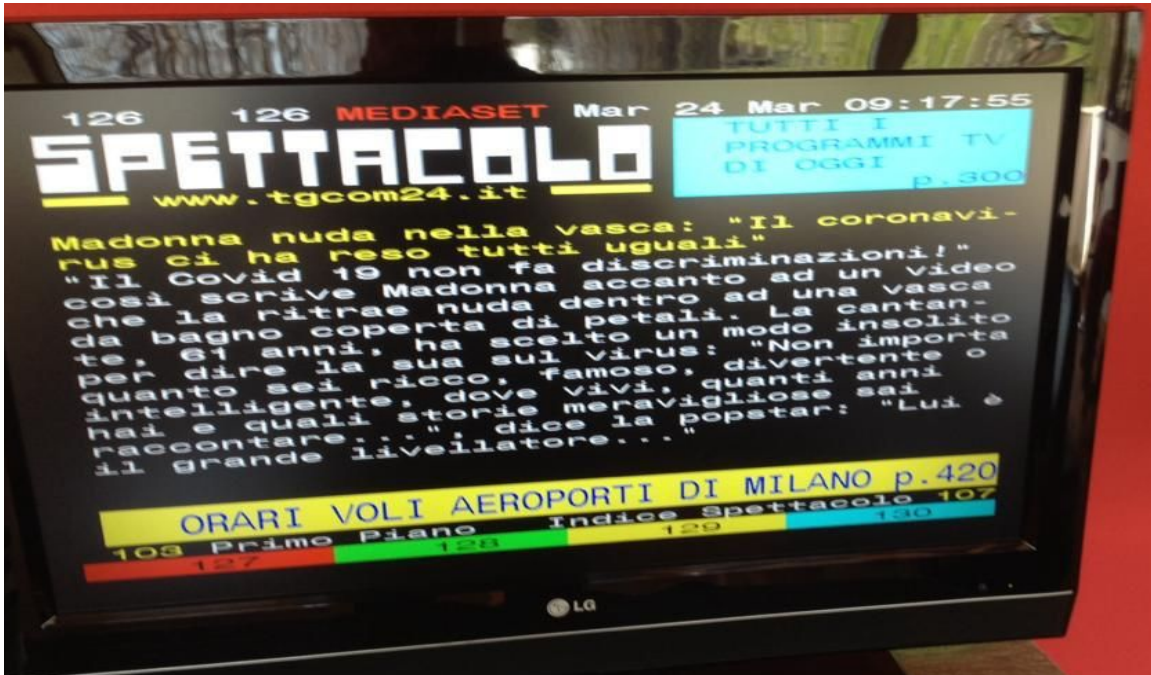 126 126 MEDIASET Mar 24 Mar 09:17:55
SPETTACOLO
www.tgcom24.it
TUTTI I
PROGRAMMI TV
DI OGGI
p.300
Madonna nuda nella vasca: "Il coronavi-
rus ci ha reso tutti uguali"
"Il Covid 19 non fa discriminazioni!"
così scrive Madonna accanto ad un video
che la ritrae nuda dentro ad una vasca
da bagno coperta di petali. La cantan-
te, 61 anni, ha scelto un modo insolito
per dire la sua sul virus: "Non importa
quanto sei ricco, famoso, divertente o
intelligente, dove vivi, quanti anni
hai e quali storie meravigliose sai
raccontare...", dice la popstar: "Lui è
il grande livellatore..."
ORARI VOLI AEROPORTI DI MILANO p.420
103 Primo Piano Indice Spettacolo 107
127 128 129 130
LG